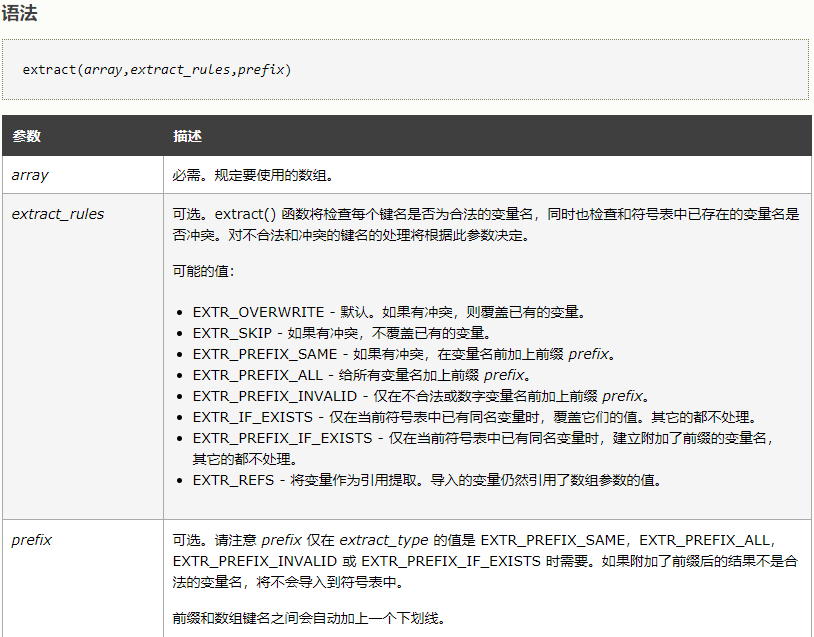 语法
extract(array,extract_rules,prefix)
参数 描述
array 必需。规定要使用的数组。
extract_rules 可选。extract() 函数将检查每个键名是否为合法的变量名，同时也检查和符号表中已存在的变量名是
否冲突。对不合法和冲突的键名的处理将根据此参数决定。
可能的值：
• EXTR_OVERWRITE - 默认。如果有冲突，则覆盖已有的变量。
• EXTR_SKIP - 如果有冲突，不覆盖已有的变量。
• EXTR_PREFIX_SAME - 如果有冲突，在变量名前加上前缀 prefix。
• EXTR_PREFIX_ALL - 给所有变量名加上前缀 prefix。
• EXTR_PREFIX_INVALID - 仅在不合法或数字变量名前加上前缀 prefix。
• EXTR_IF_EXISTS - 仅在当前符号表中已有同名变量时，覆盖它们的值。其它的都不处理。
• EXTR_PREFIX_IF_EXISTS - 仅在当前符号表中已有同名变量时，建立附加了前缀的变量名，
其它的都不处理。
• EXTR_REFS - 将变量作为引用提取。导入的变量仍然引用了数组参数的值。
prefix 可选。请注意 prefix 仅在 extract_type 的值是 EXTR_PREFIX_SAME，EXTR_PREFIX_ALL，
EXTR_PREFIX_INVALID 或 EXTR_PREFIX_IF_EXISTS 时需要。如果附加了前缀后的结果不是合
法的变量名，将不会导入到符号表中。
前缀和数组键名之间会自动加上一个下划线。